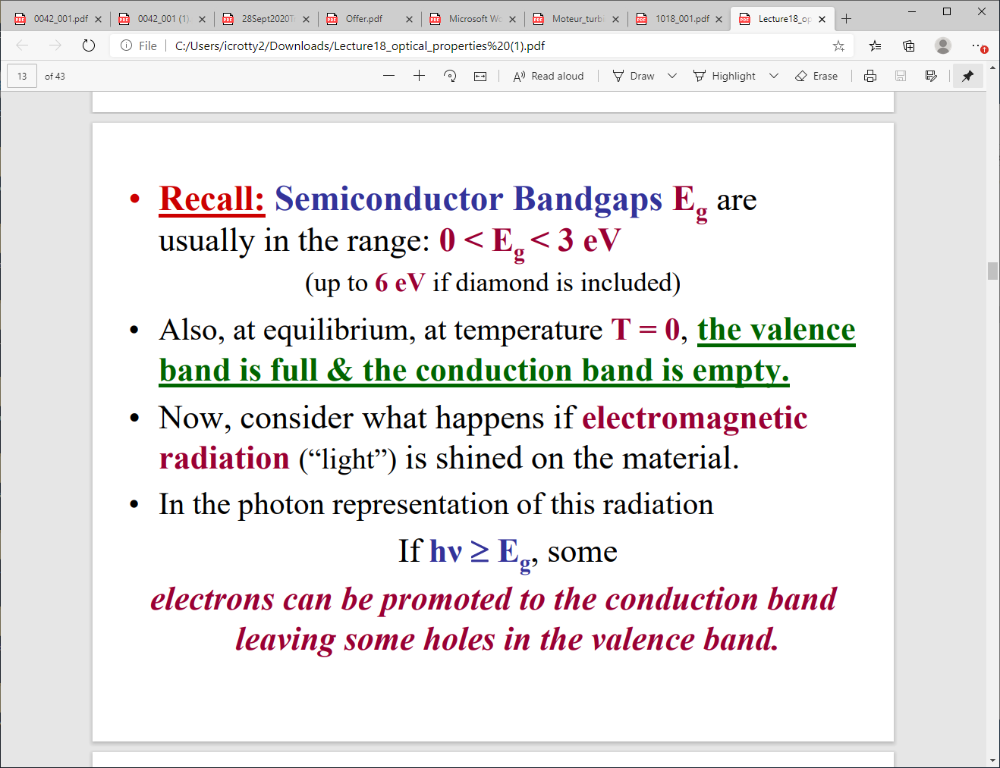 0042_001.pdf
0042_001 (1).
28Sept2020T
Offer.pdf
Microsoft Wo
Moteur_turb
1018_001.pdf
Lecture18_op
File
C:/Users/icrotty2/Downloads/Lecture18_optical_properties%20(1).pdf
13 of 43
Read aloud
Draw
Highlight
Erase
• Recall: Semiconductor Bandgaps Eg are
usually in the range: 0 < Eg < 3 eV
(up to 6 eV if diamond is included)
• Also, at equilibrium, at temperature T = 0, the valence
band is full & the conduction band is empty.
• Now, consider what happens if electromagnetic
radiation (“light”) is shined on the material.
• In the photon representation of this radiation
If hν ≥ Eg, some
electrons can be promoted to the conduction band
leaving some holes in the valence band.